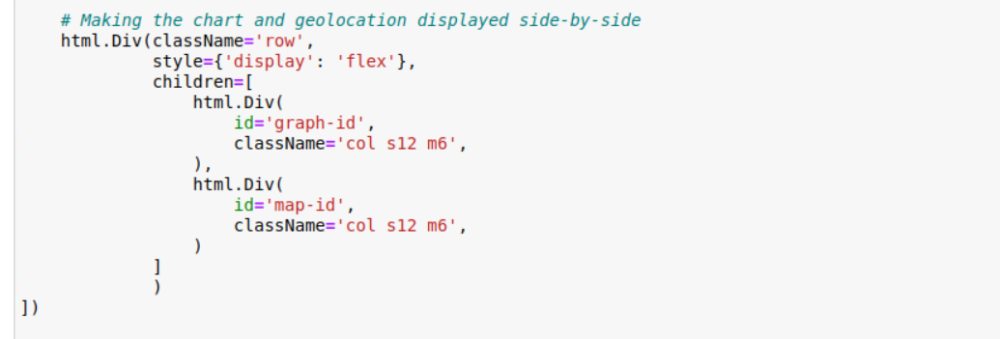 # Making the chart and geolocation displayed side-by-side
html.Div(className='row',
style={'display': 'flex'},
children=[
html.Div(
id='graph-id',
className='col s12 m6',
),
html.Div(
id='map-id',
className='col s12 m6',
)
]
)
])